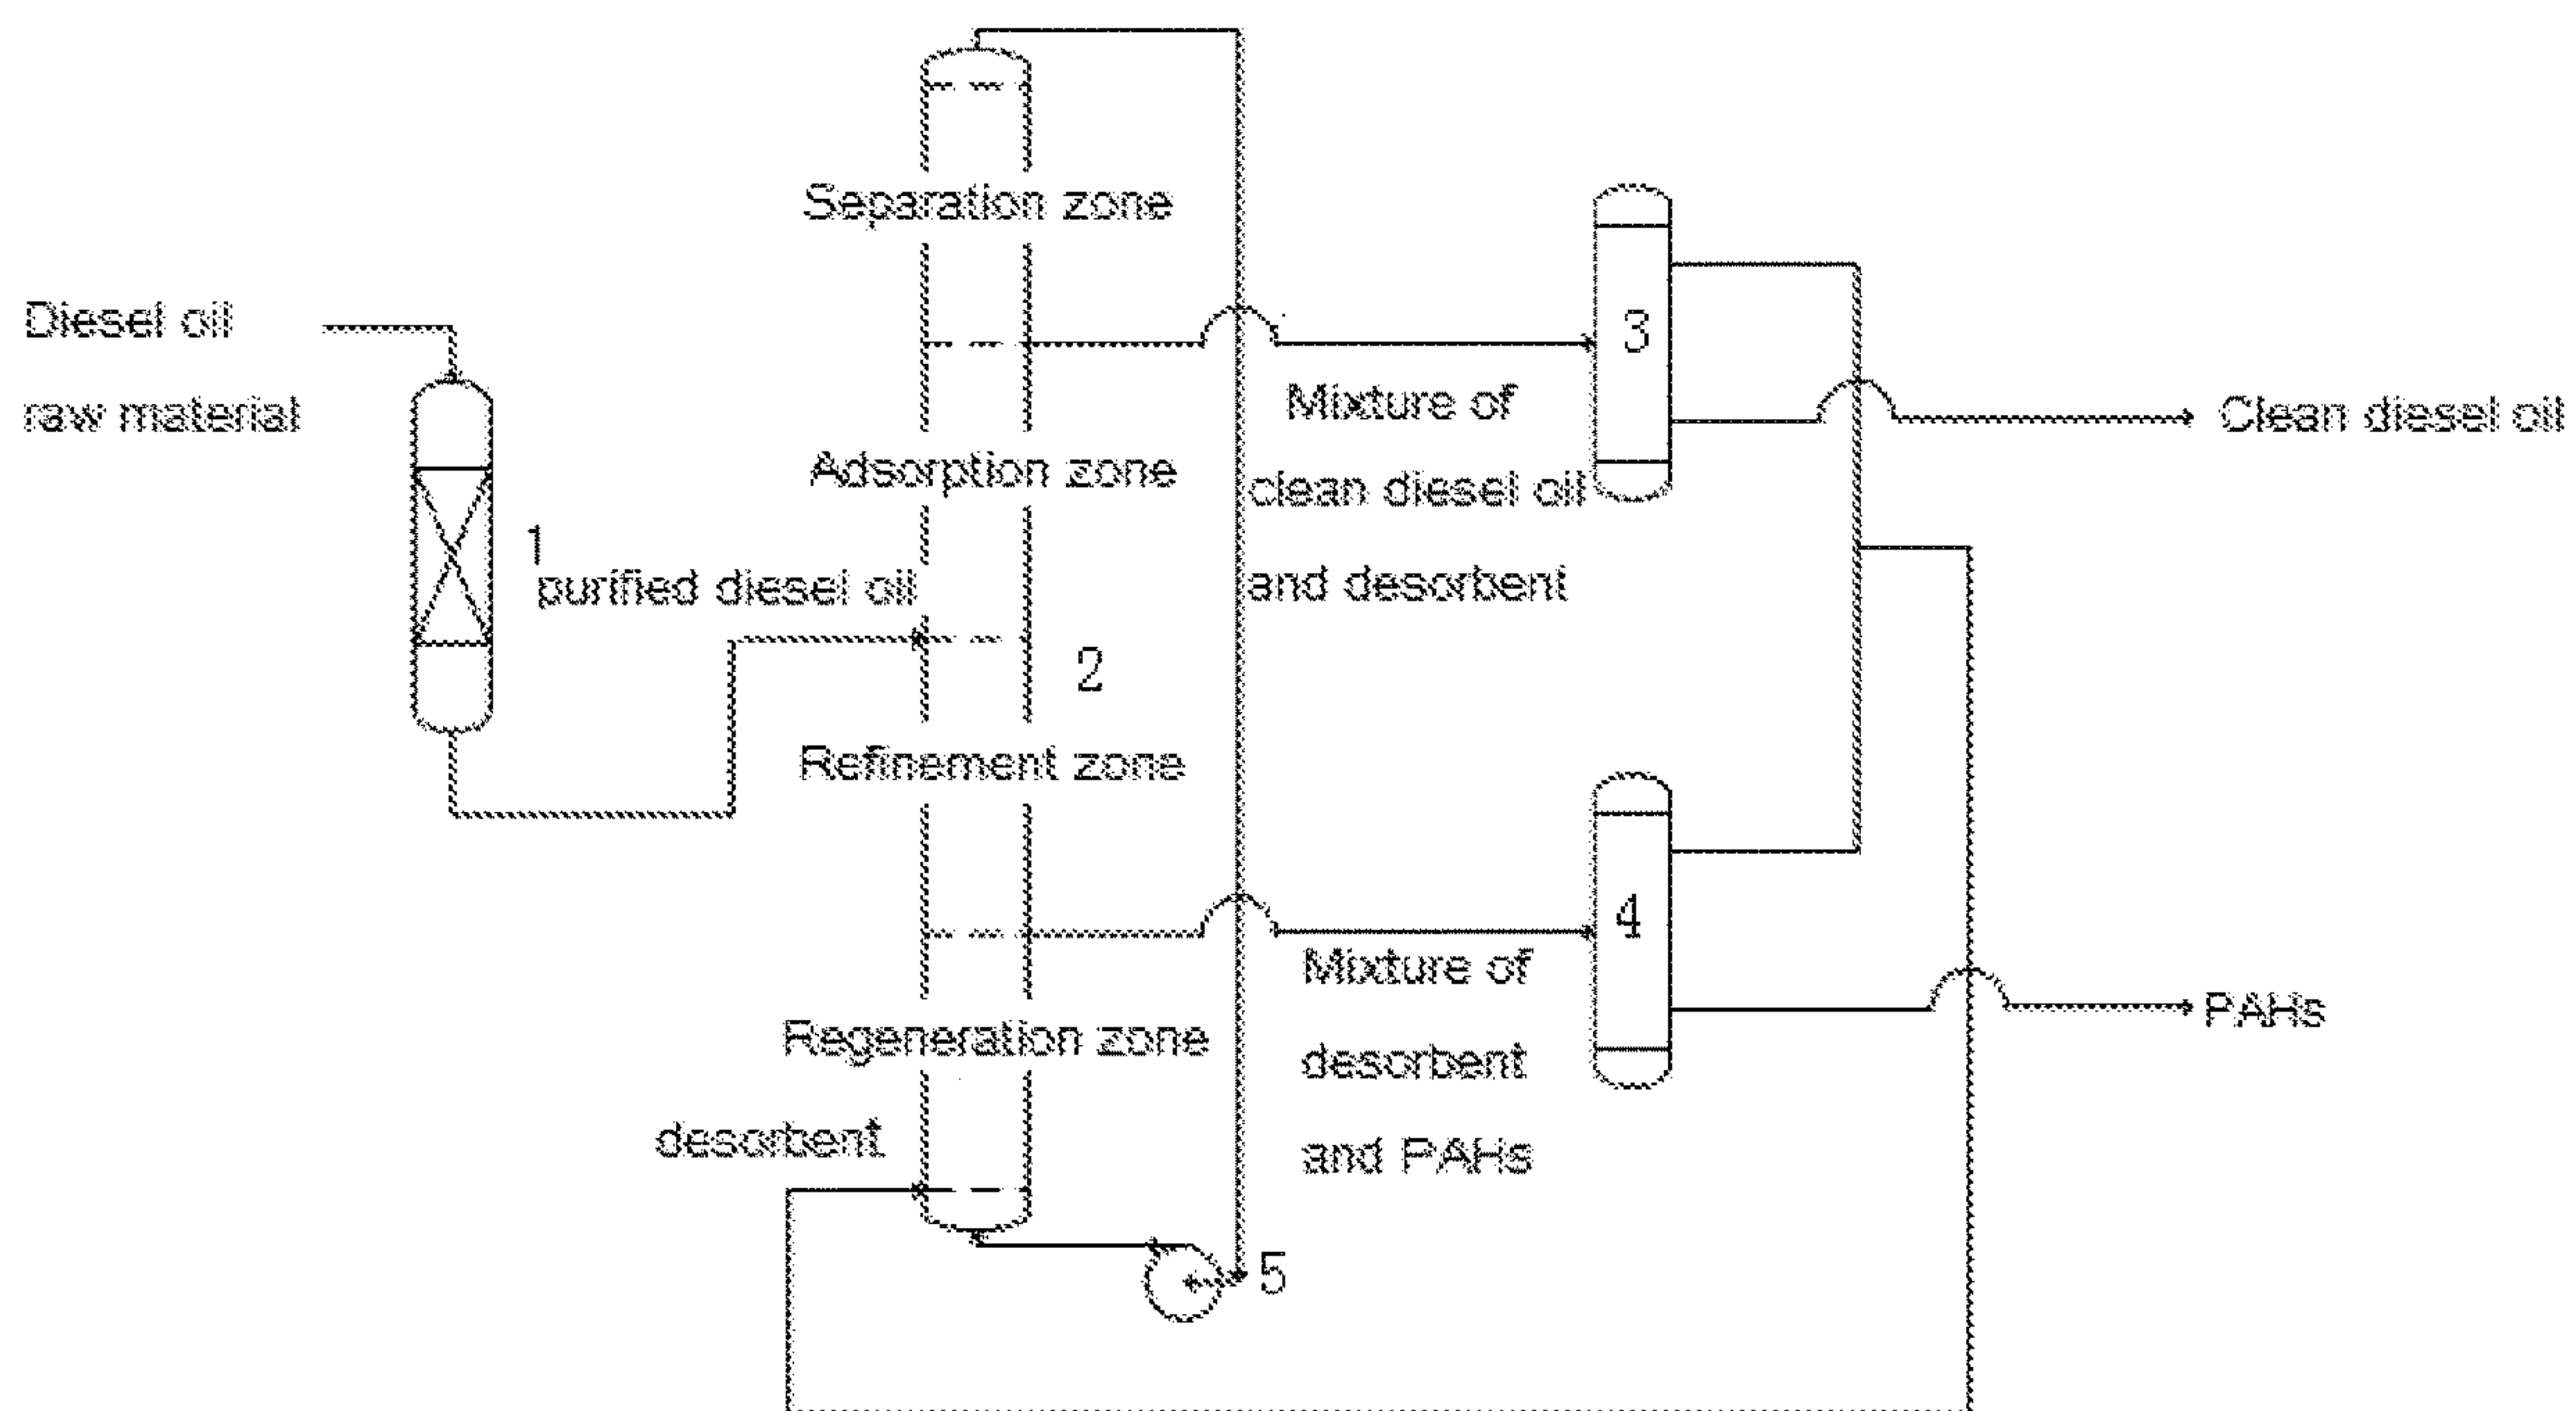 Diesel oil
raw material
1
purified diesel oil
Separation zone
Adsorption zone
2
Refinement zone
Regeneration zone
desorbent
5
Mixture of
clean diesel oil
and desorbent
3
Clean diesel oil
Mixture of
desorbent
and PAHs
4
PAHs